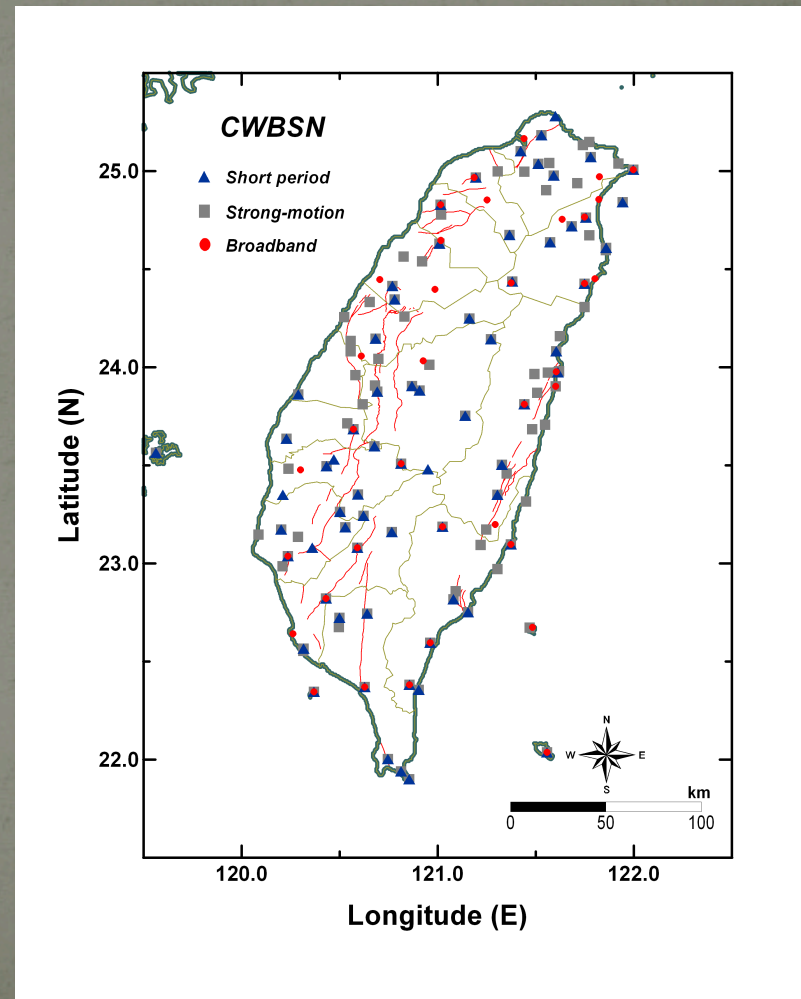 CWBSN
Short period
Strong-motion
Broadband
25.0
24.0
23.0
22.0
Latitude (N)
N
W E
S
km
0 50 100
120.0 121.0 122.0
Longitude (E)